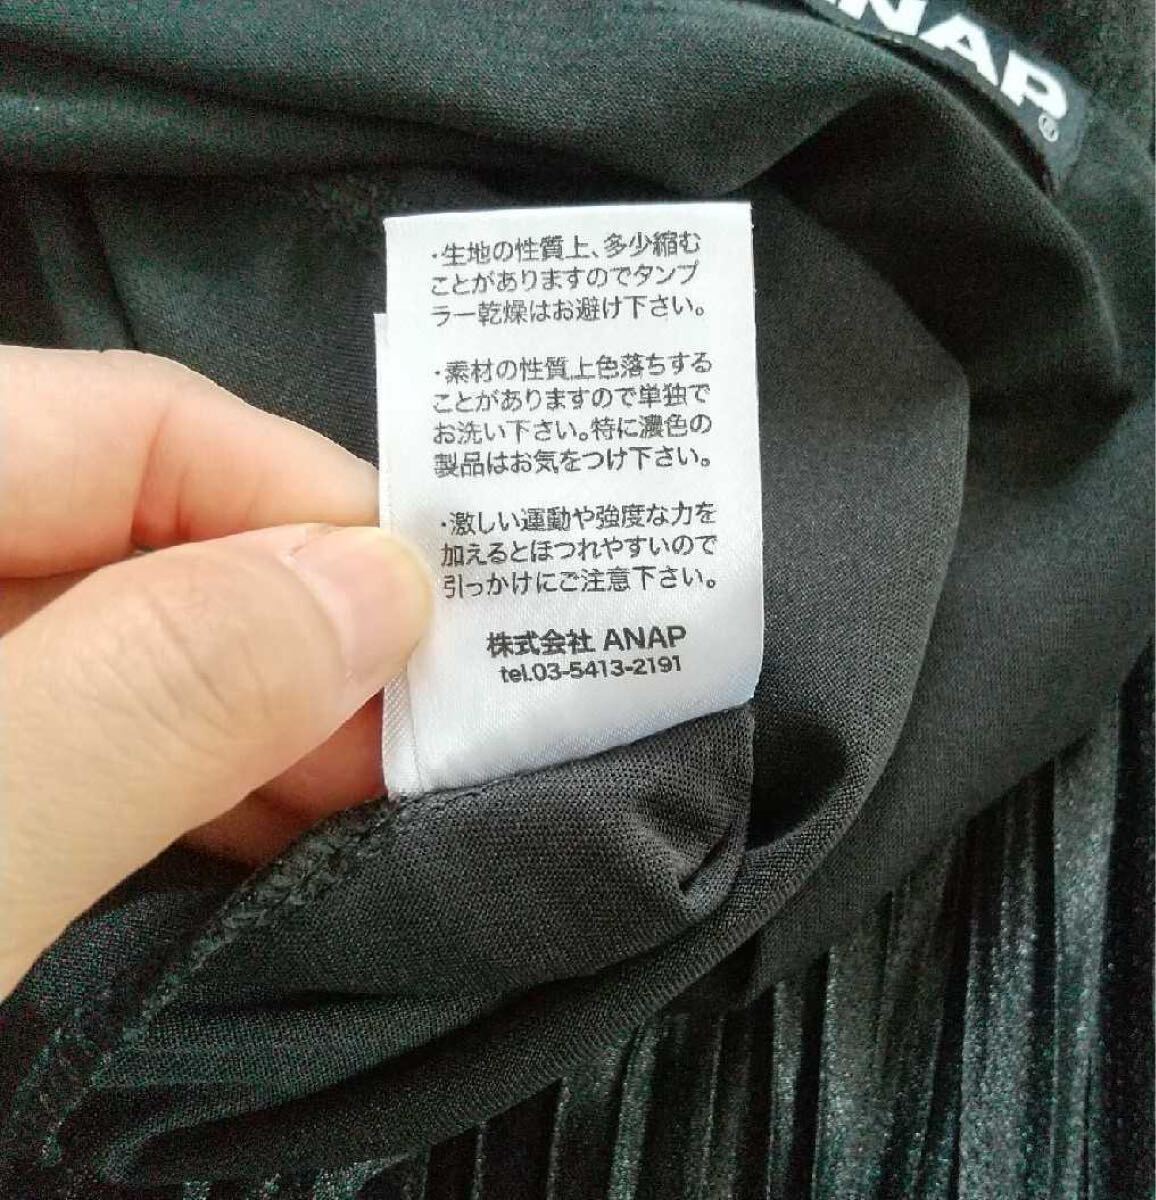 ANAP®
・生地の性質上、多少縮む
ことがありますのでタンブ
ラー乾燥はお避け下さい。
・素材の性質上色落ちする
ことがありますので単独で
お洗い下さい。特に濃色の
製品はお気をつけ下さい。
・激しい運動や強度な力を
加えるとほつれやすいので
引っかけにご注意下さい。
株式会社 ANAP
tel.03-5413-2191